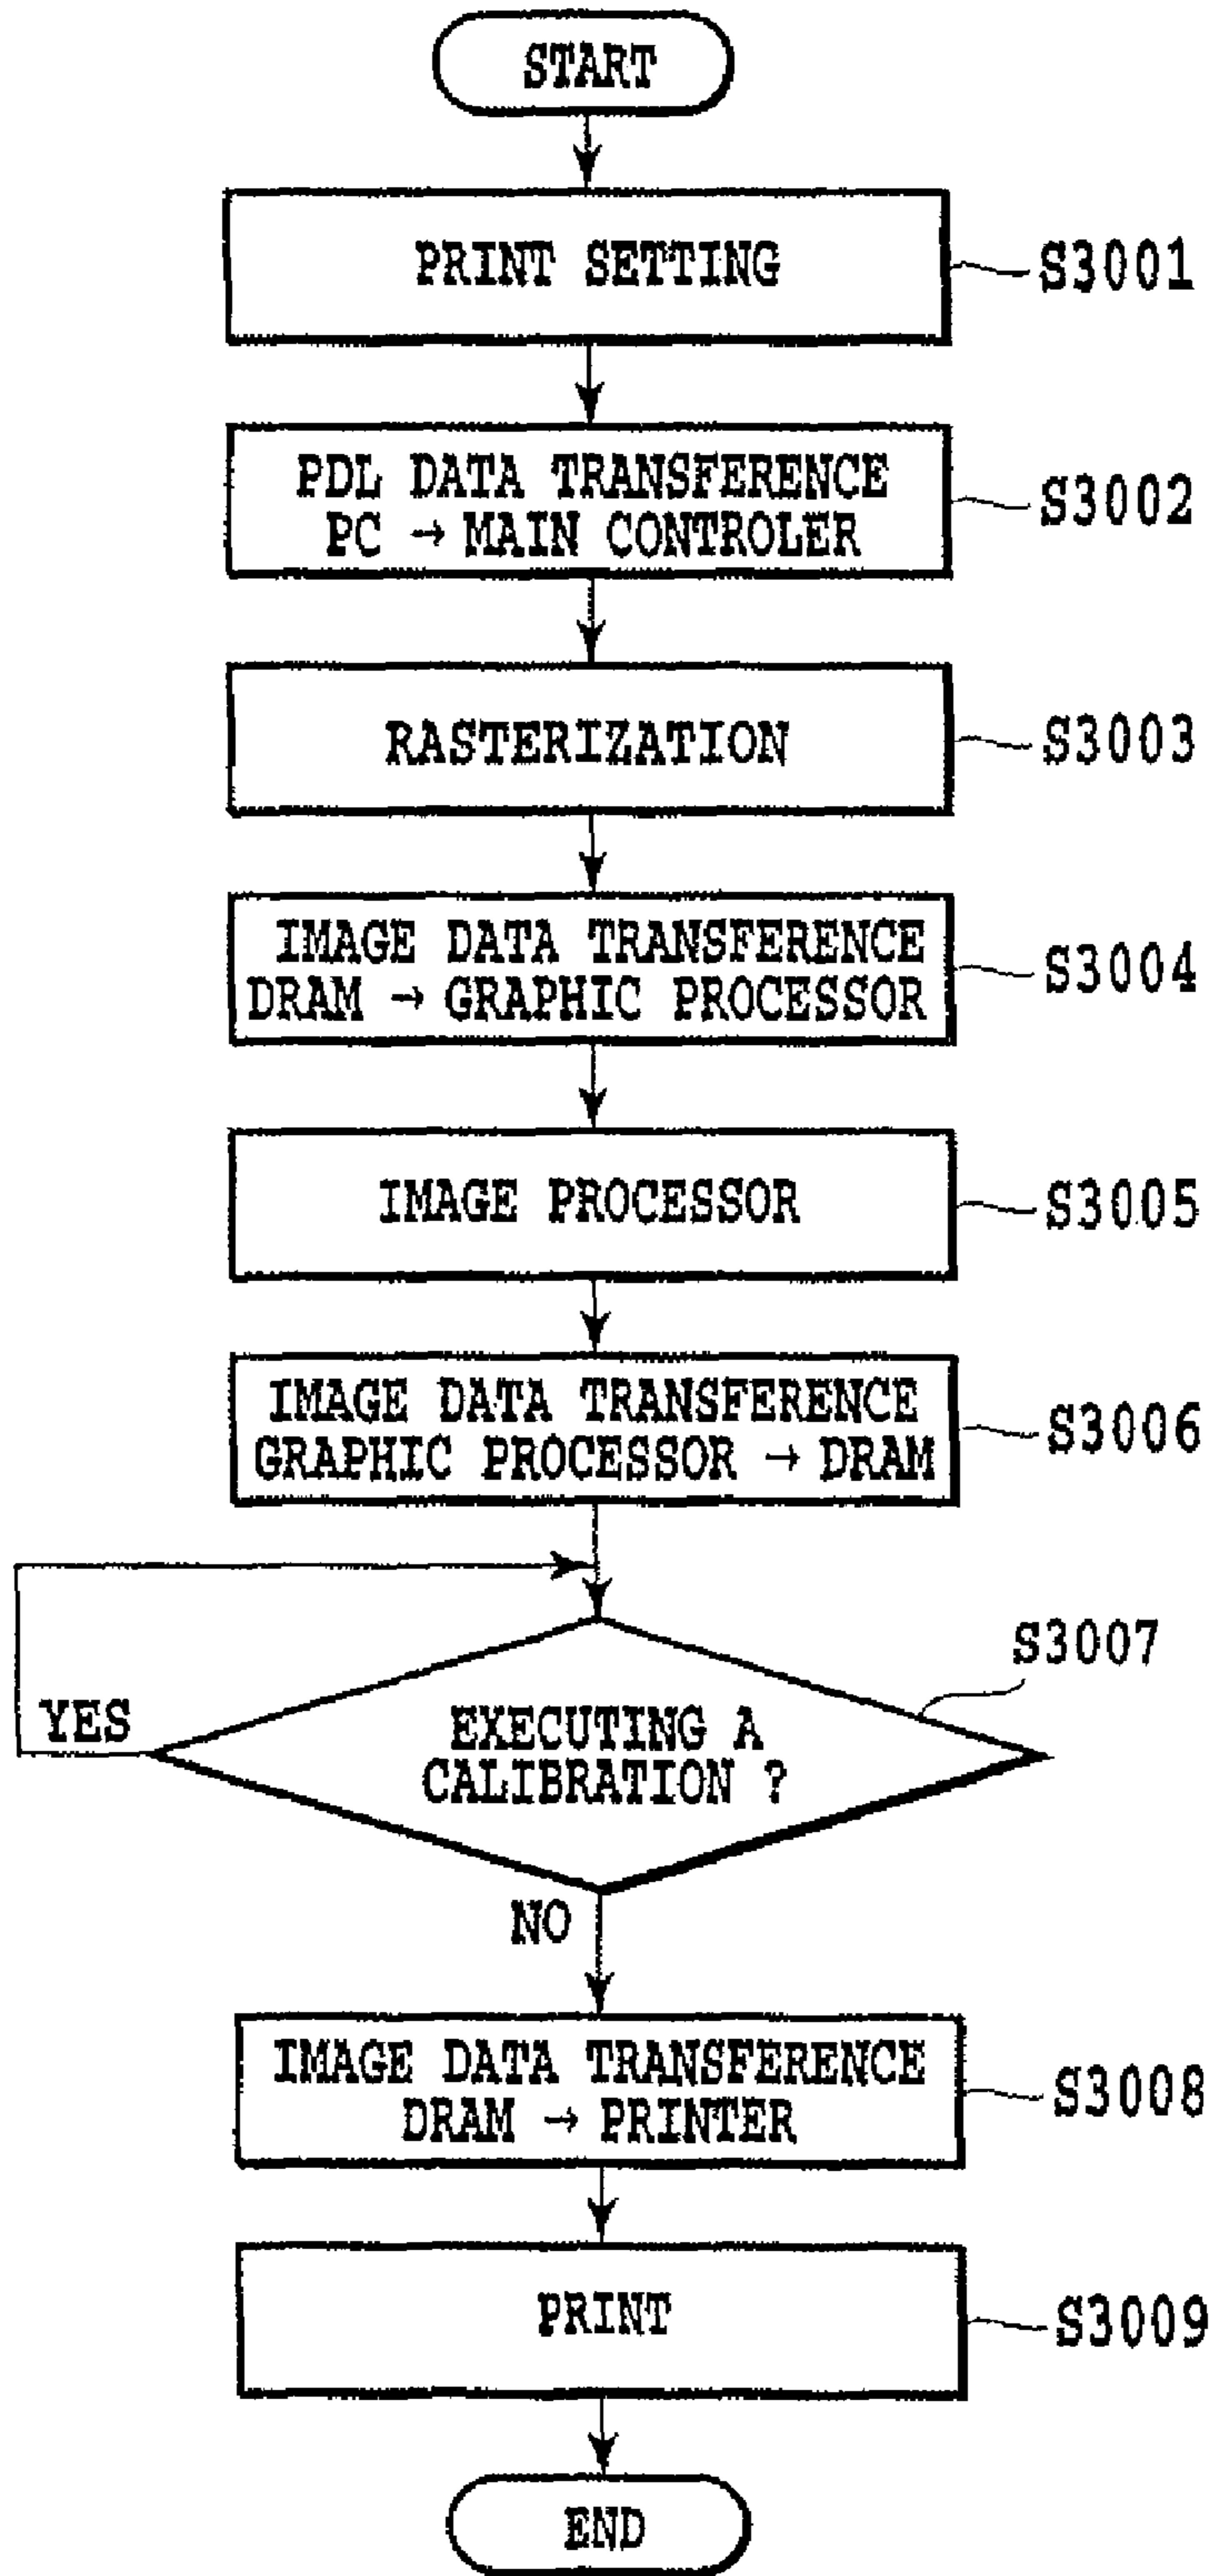 START
PRINT SETTING
S3001
PDL DATA TRANSFERENCE
PC → MAIN CONTROLER
S3002
RASTERIZATION
S3003
IMAGE DATA TRANSFERENCE
DRAM → GRAPHIC PROCESSOR
S3004
IMAGE PROCESSOR
S3005
IMAGE DATA TRANSFERENCE
GRAPHIC PROCESSOR → DRAM
S3006
S3007
YES
EXECUTING A
CALIBRATION ?
NO
IMAGE DATA TRANSFERENCE
DRAM → PRINTER
S3008
PRINT
S3009
END